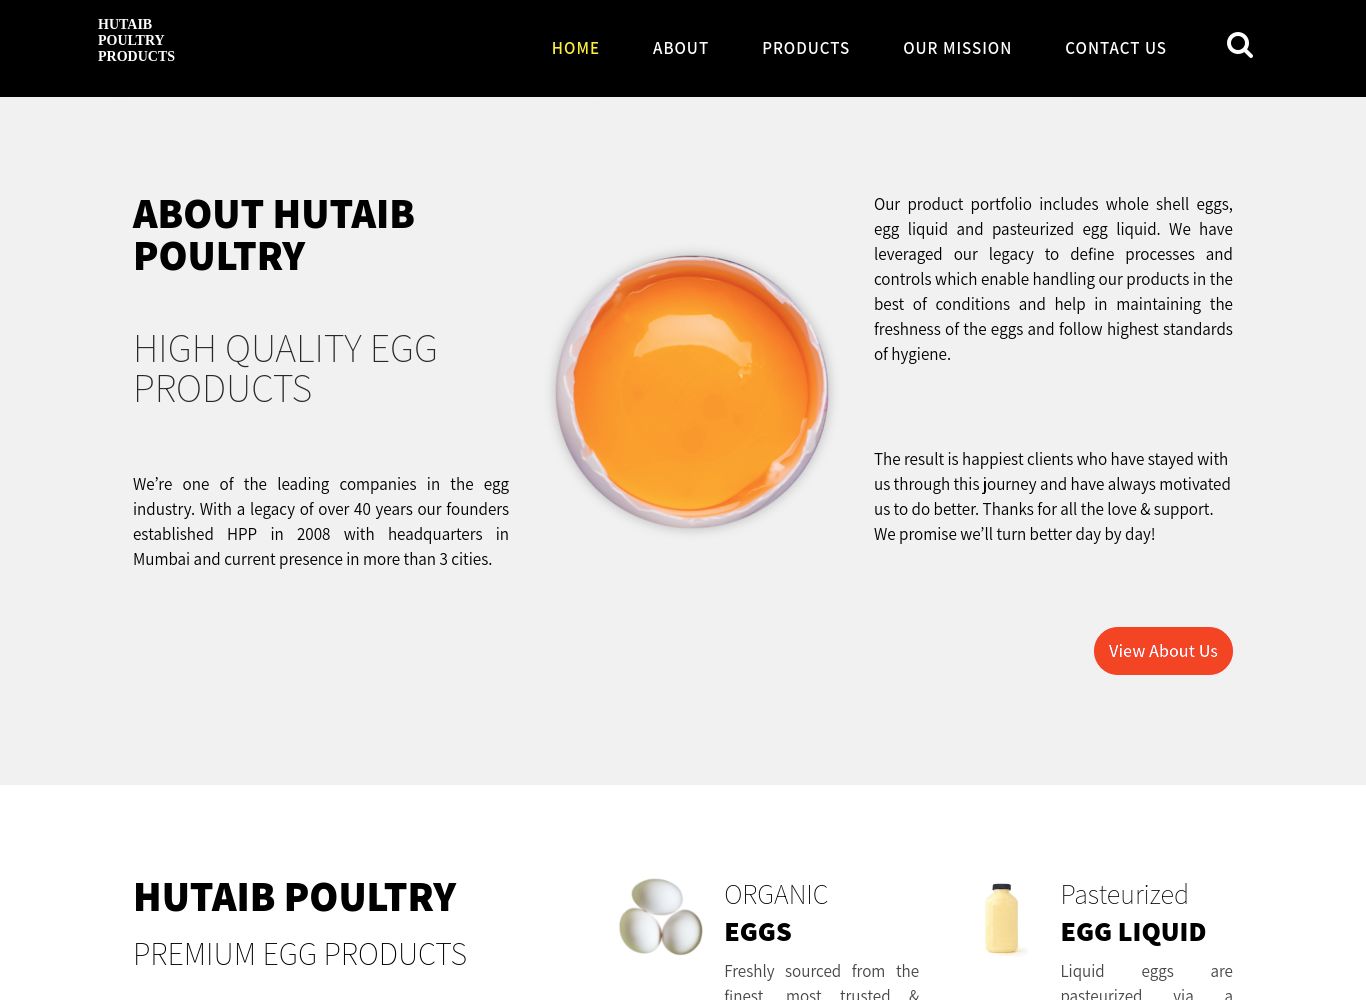 HUTAIB
POULTRY
PRODUCTS
HOME
ABOUT
PRODUCTS
OUR MISSION
CONTACT US
ABOUT HUTAIB
POULTRY
HIGH QUALITY EGG
PRODUCTS
We’re one of the leading companies in the egg
industry. With a legacy of over 40 years our founders
established HPP in 2008 with headquarters in
Mumbai and current presence in more than 3 cities.
Our product portfolio includes whole shell eggs,
egg liquid and pasteurized egg liquid. We have
leveraged our legacy to define processes and
controls which enable handling our products in the
best of conditions and help in maintaining the
freshness of the eggs and follow highest standards
of hygiene.
The result is happiest clients who have stayed with
us through this journey and have always motivated
us to do better. Thanks for all the love & support.
We promise we’ll turn better day by day!
View About Us
HUTAIB POULTRY
PREMIUM EGG PRODUCTS
ORGANIC
EGGS
Freshly sourced from the
finest, most trusted &
Pasteurized
EGG LIQUID
Liquid eggs are
pasteurized via a